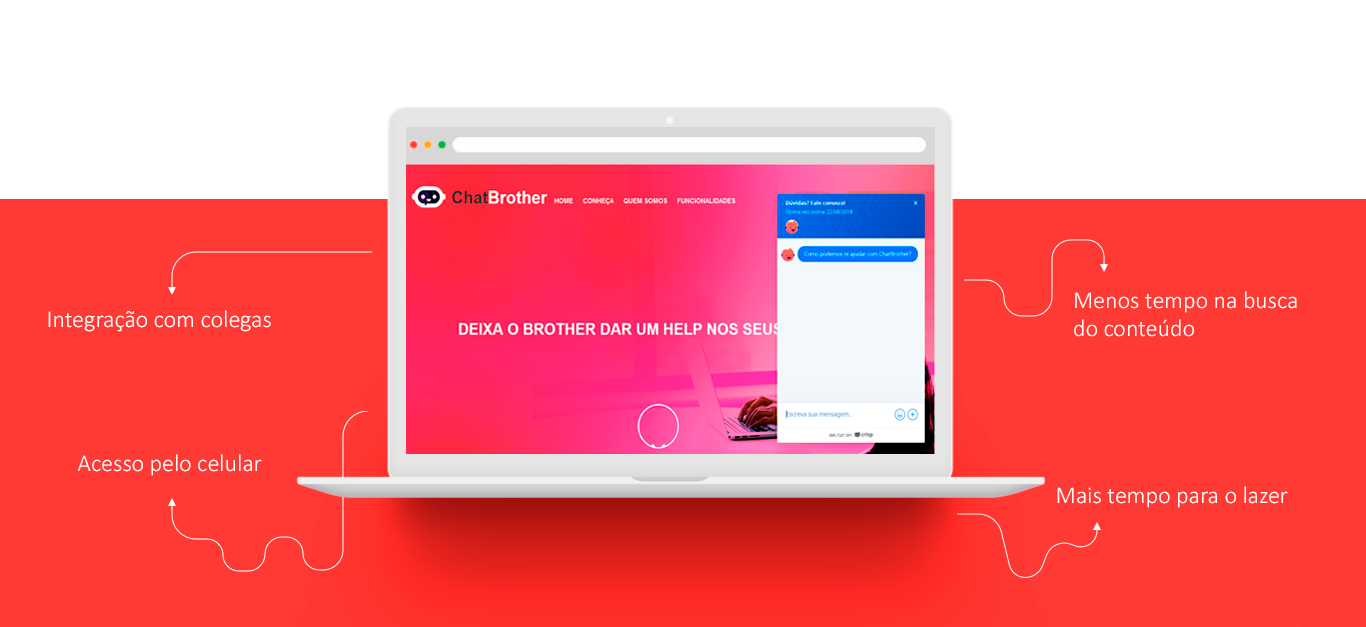 ChatBrother
HOME CONHEÇA QUEM SOMOS FUNCIONALIDADES
Dúvidas? Fale conosco!
Última vez online 22/08/2018
Como podemos te ajudar com ChatBrother?
Integração com colegas
Menos tempo na busca
do conteúdo
DEIXA O BROTHER DAR UM HELP NOS SEUS
Escreva sua mensagem...
we run on crisp
Acesso pelo celular
Mais tempo para o lazer